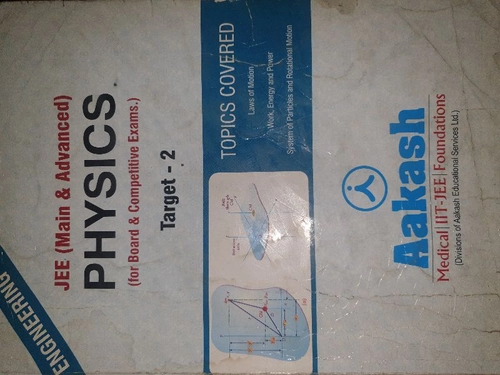 ENGINEERING
JEE (Main & Advanced)
PHYSICS
(for Board & Competitive Exams.)
Target - 2
TOPICS COVERED
Laws of Motion
Work, Energy and Power
System of Particles and Rotational Motion
Aakash
Medical|IIT-JEE|Foundations
(Divisions of Aakash Educational Services Ltd.)